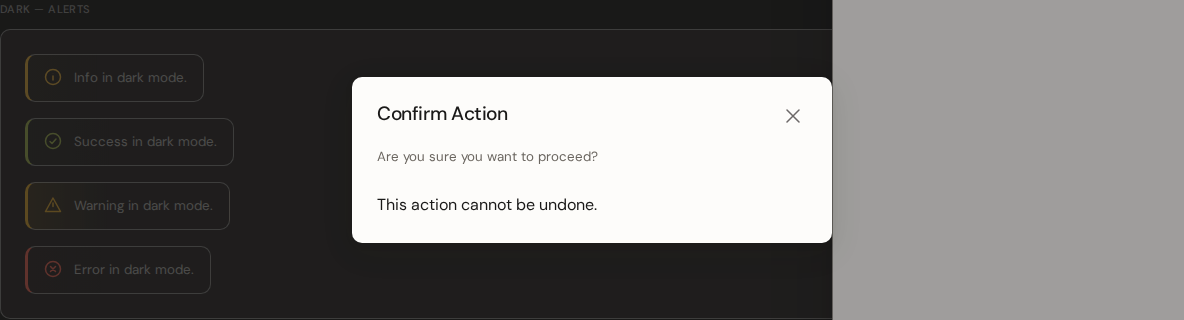 DARK — ALERTS
Info in dark mode.
Success in dark mode.
Warning in dark mode.
Error in dark mode.
Confirm Action
Are you sure you want to proceed?
This action cannot be undone.